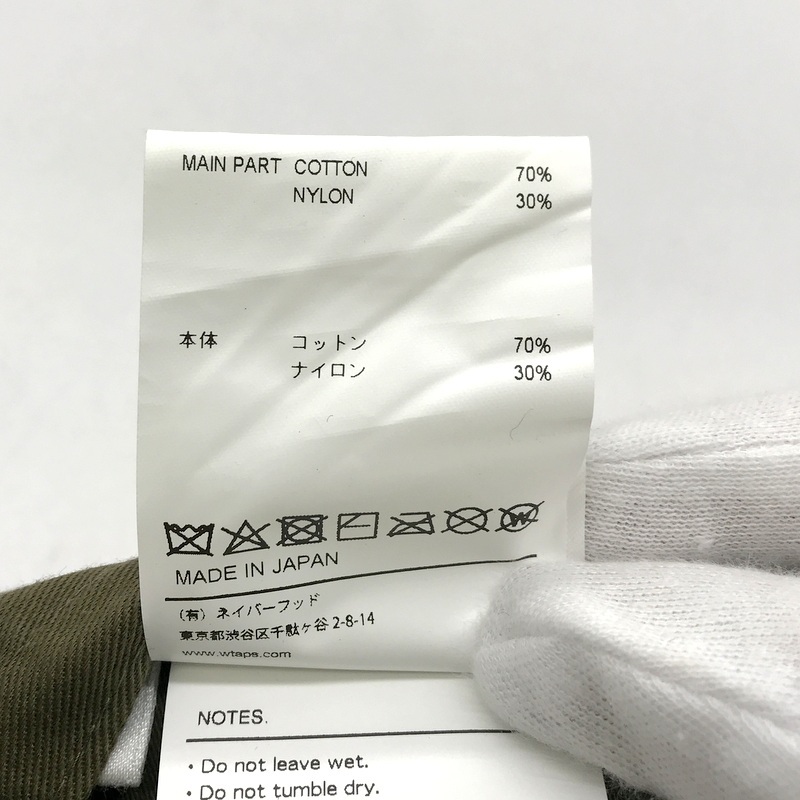 MAIN PART COTTON 70%
NYLON 30%
本体 コットン 70%
ナイロン 30%
W
MADE IN JAPAN
(有) ネイバーフッド
東京都渋谷区千駄ケ谷 2-8-14
www.wtaps.com
NOTES.
・Do not leave wet.
・Do not tumble dry.